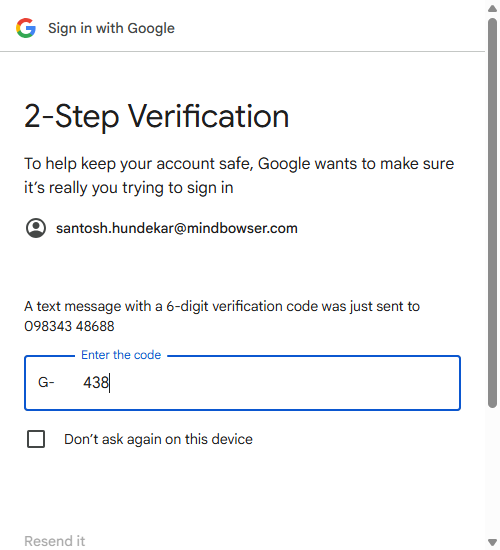 Sign in with Google
2-Step Verification
To help keep your account safe, Google wants to make sure
it’s really you trying to sign in
santosh.hundekar@mindbowser.com
A text message with a 6-digit verification code was just sent to
098343 48688
Enter the code
G- 438
Don’t ask again on this device
Resend it